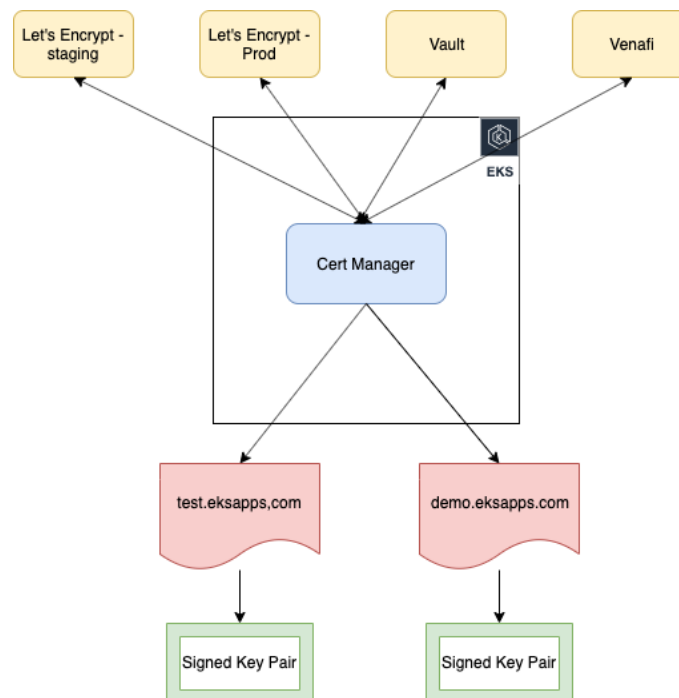 Let's Encrypt -
staging
Let's Encrypt -
Prod
Vault
Venafi
EKS
Cert Manager
test.eksapps,com
demo.eksapps.com
Signed Key Pair
Signed Key Pair